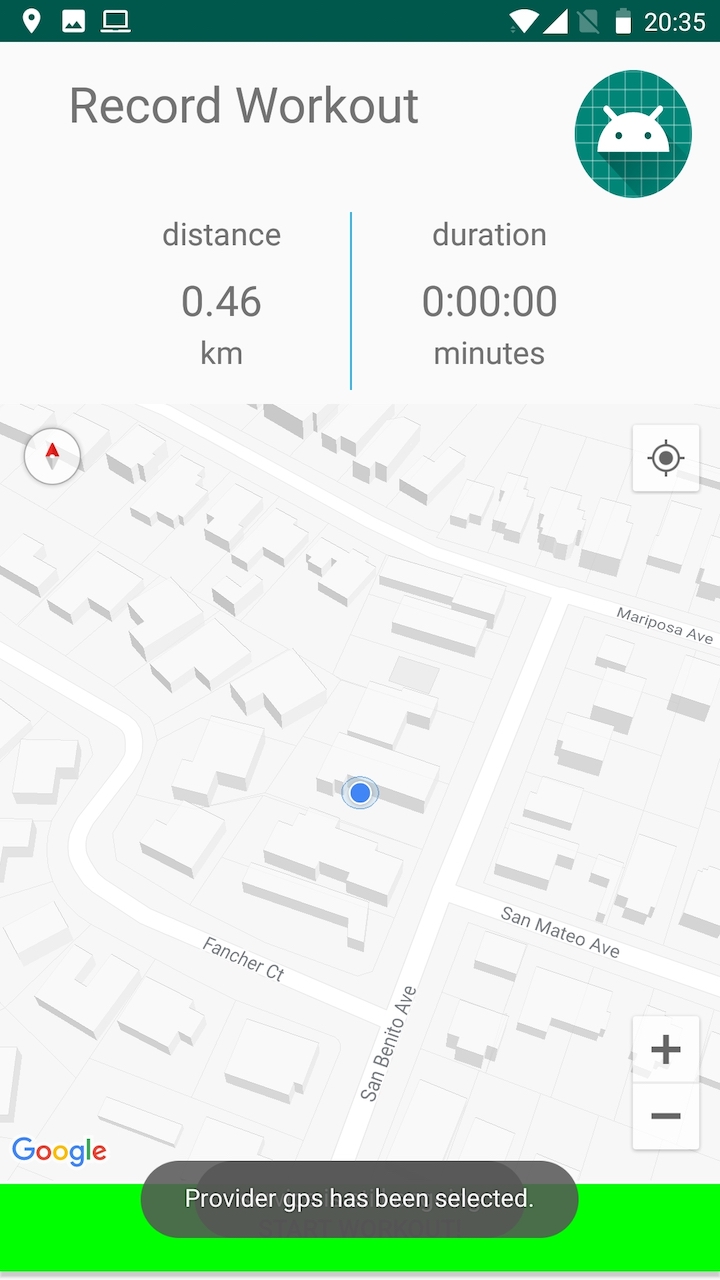 20:35
Record Workout
distance
duration
0.46
0:00:00
km
minutes
Mariposa Ave
San Mateo Ave
Fancher Ct
San Benito Ave
Google
Provider gps has been selected.
START WORKOUT!